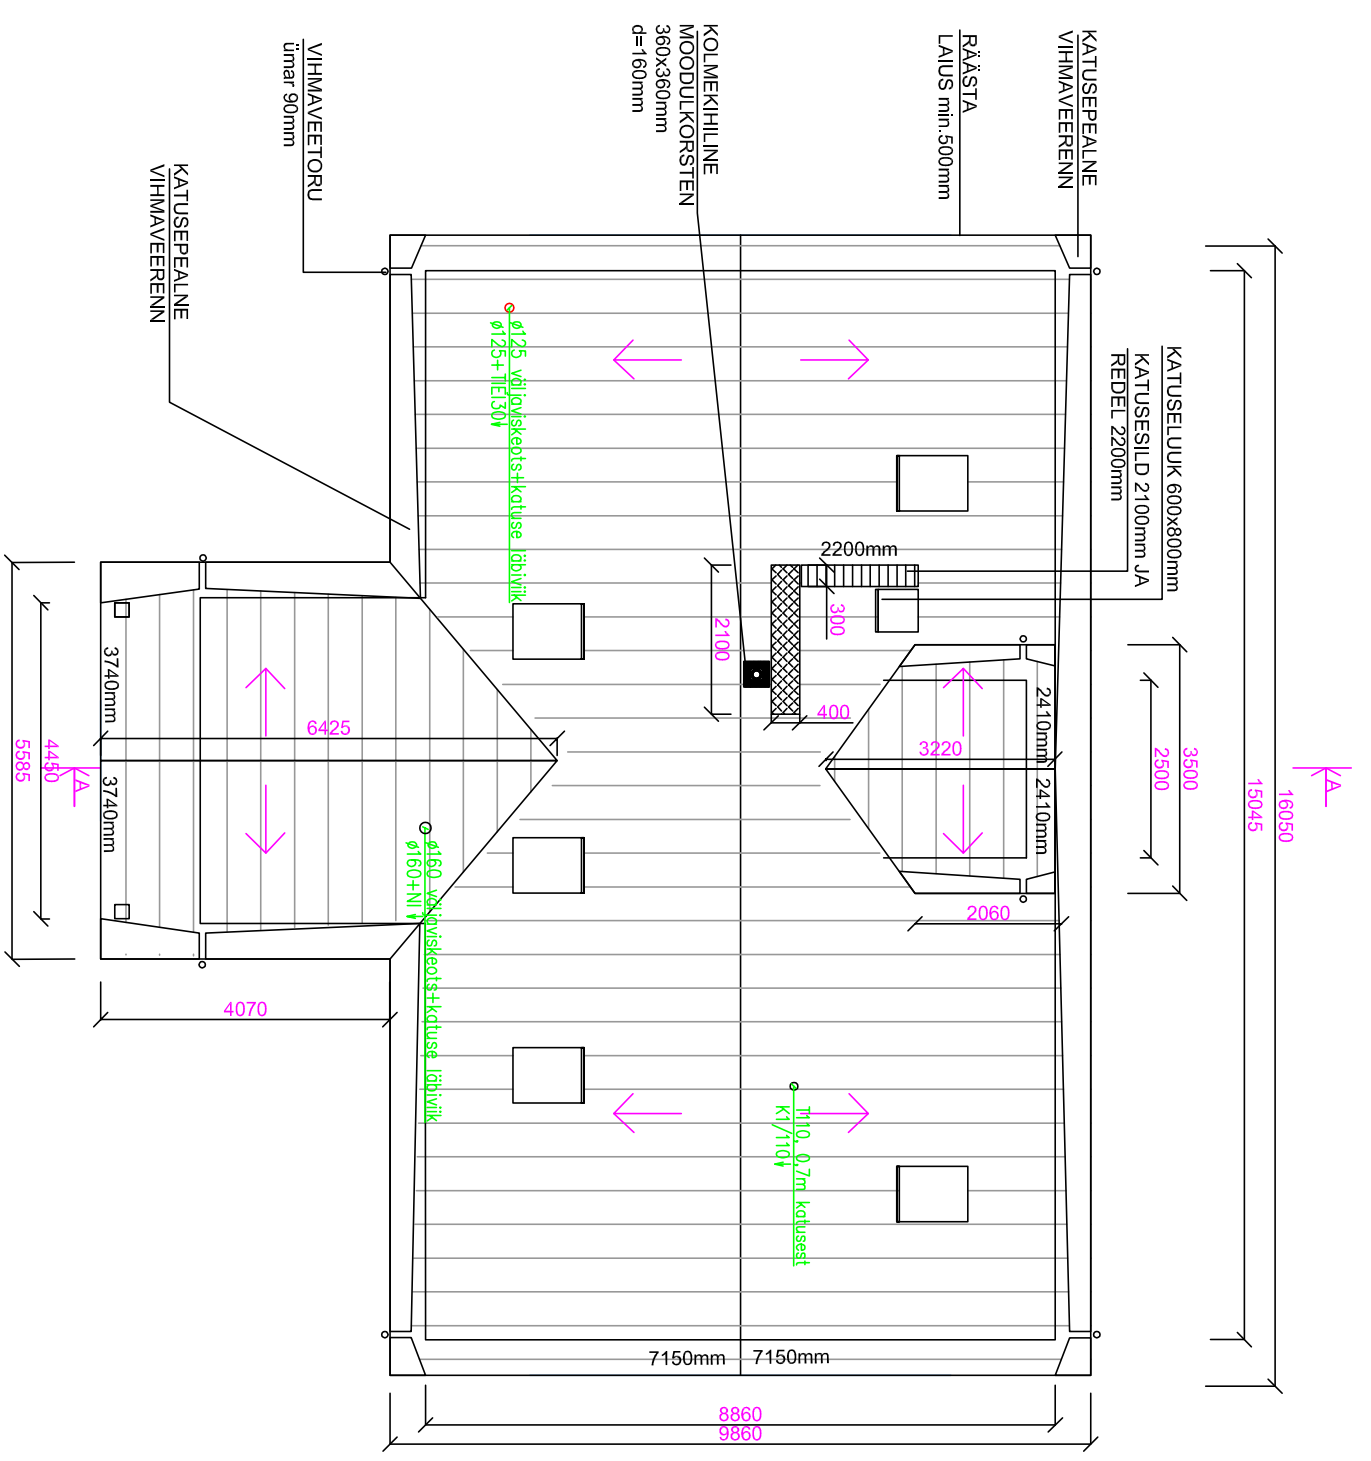 KATUSEPEALNE
VIHMAVEERENN
RÄÄSTA
LAIUS min.500mm
KOLMEKIHILINE
MOODULKORSTEN
360x360mm
d=160mm
VIHMAVEETORU
ümar 90mm
KATUSEPEALNE
VIHMAVEERENN
KATUSELUUK 600x800mm
KATUSESILD 2100mm JA
REDEL 2200mm
ø125 väljaviskeots+katuse läbiviik
ø125+TIEI30
2200mm
300
2100
400
3220
2410mm
2410mm
2500
3500
15045
16050
A
2060
6425
3740mm
3740mm
4450
5585
A
4070
ø160 väljaviskeots+katuse läbiviik
ø160+NI
T110, 0,7m katusest
K1/110
7150mm
7150mm
8860
9860